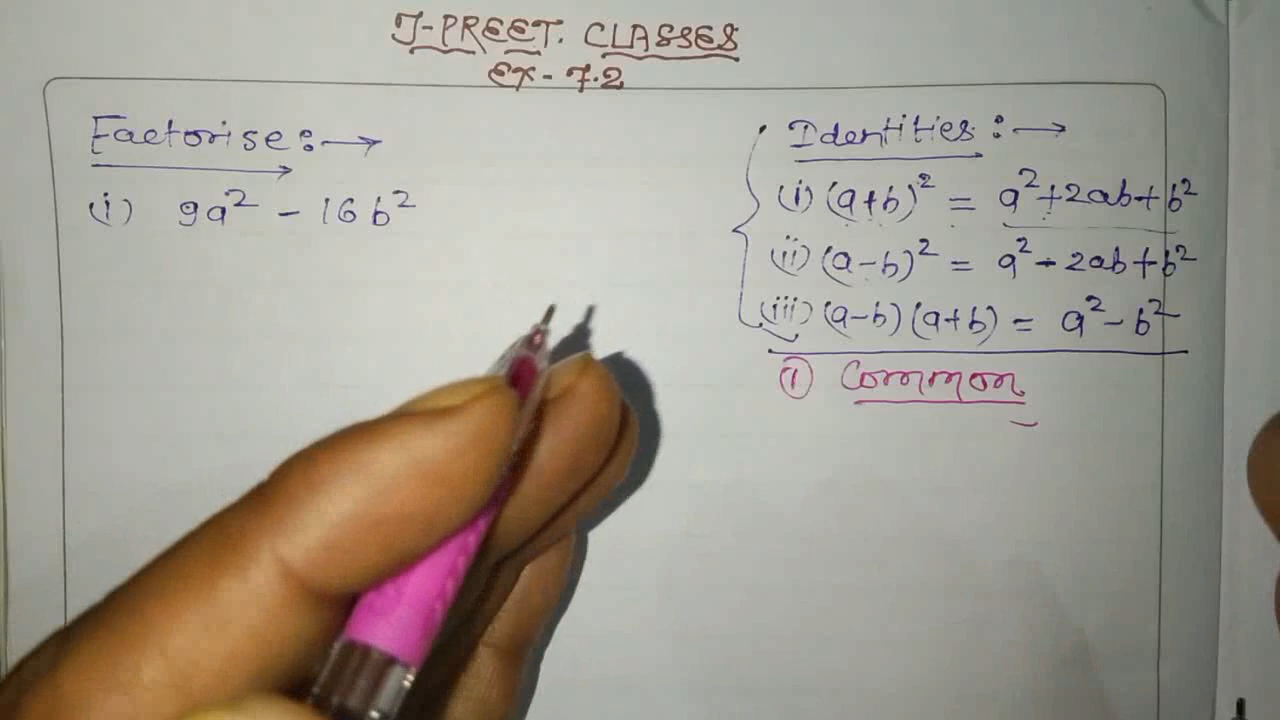 J-PREET. CLASSES
EX - 7.2
Factorise :→
(i) 9a² - 16b²
Identities :→
(i) (a+b)² = a²+2ab+b²
(ii) (a-b)² = a²-2ab+b²
(iii) (a-b)(a+b) = a²-b²
① Common